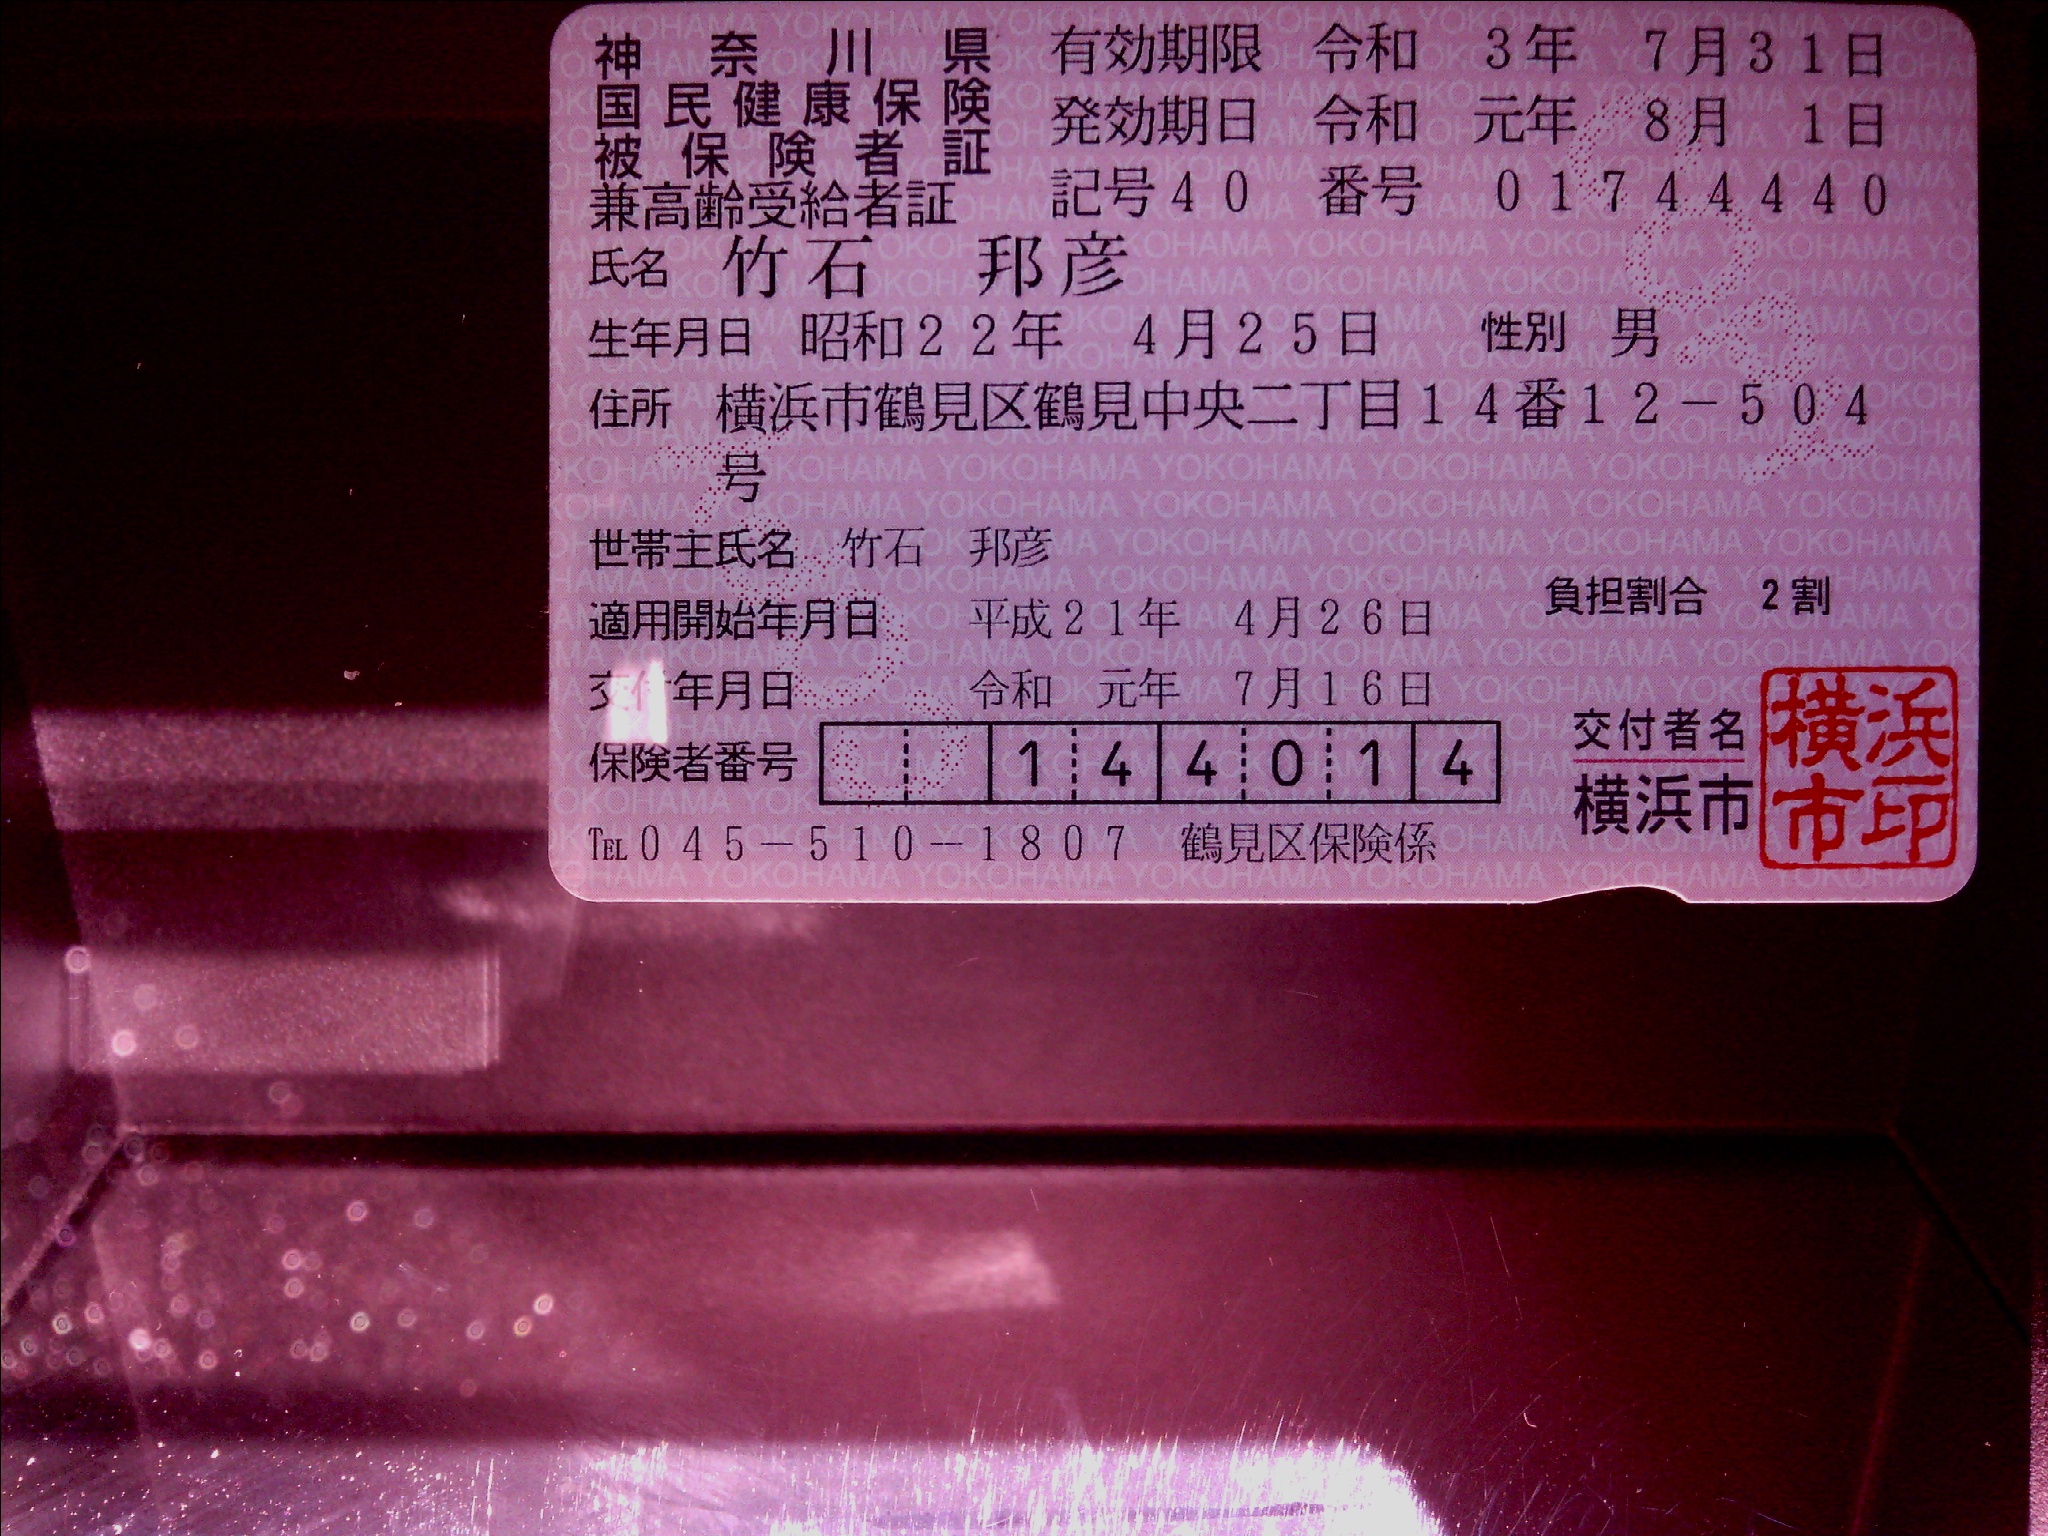 神奈川県
国民健康保険
被保険者証
兼高齢受給者証
有効期限 令和 3年 7月31日
発効期日 令和 元年 8月 1日
記号40 番号 01744440
氏名 竹石 邦彦
生年月日 昭和22年 4月25日 性別 男
住所 横浜市鶴見区鶴見中央二丁目14番12-504
号
世帯主氏名 竹石 邦彦
適用開始年月日 平成21年 4月26日
負担割合 2割
交付年月日 令和 元年 7月16日
保険者番号 144014
交付者名
横浜市
横浜市印
TEL045-510-1807 鶴見区保険係